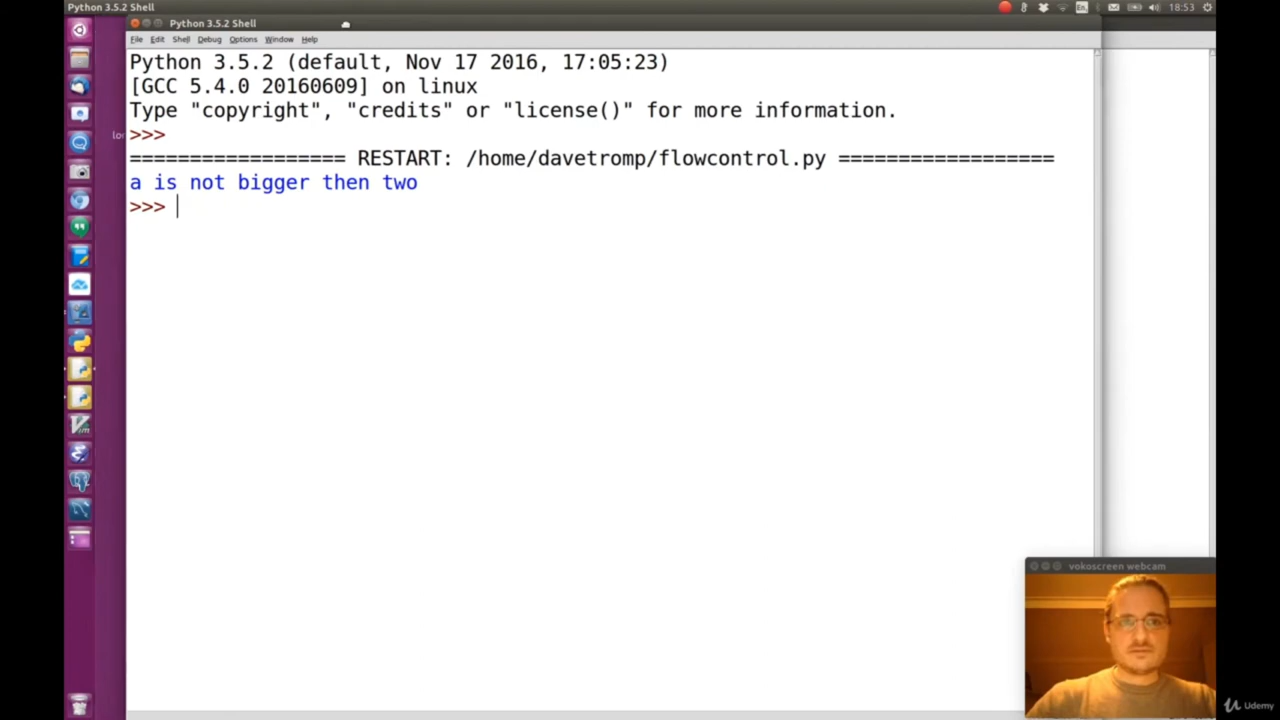 Python 3.5.2 Shell
18:53
Python 3.5.2 Shell
File Edit Shell Debug Options Window Help
Python 3.5.2 (default, Nov 17 2016, 17:05:23)
[GCC 5.4.0 20160609] on linux
Type "copyright", "credits" or "license()" for more information.
>>>
================== RESTART: /home/davetromp/flowcontrol.py ==================
a is not bigger then two
>>>
vokoscreen webcam
Udemy